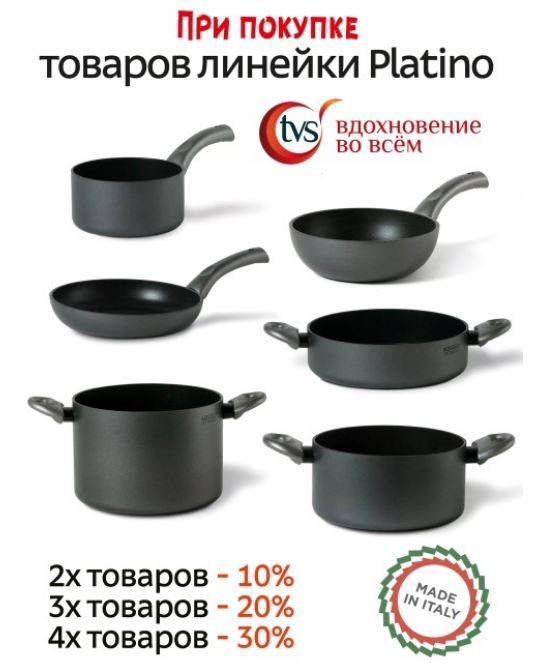 При покупке
товаров линейки Platino
tvs
вдохновение
во всём
2х товаров - 10%
3х товаров - 20%
4х товаров - 30%
MADE
IN ITALY